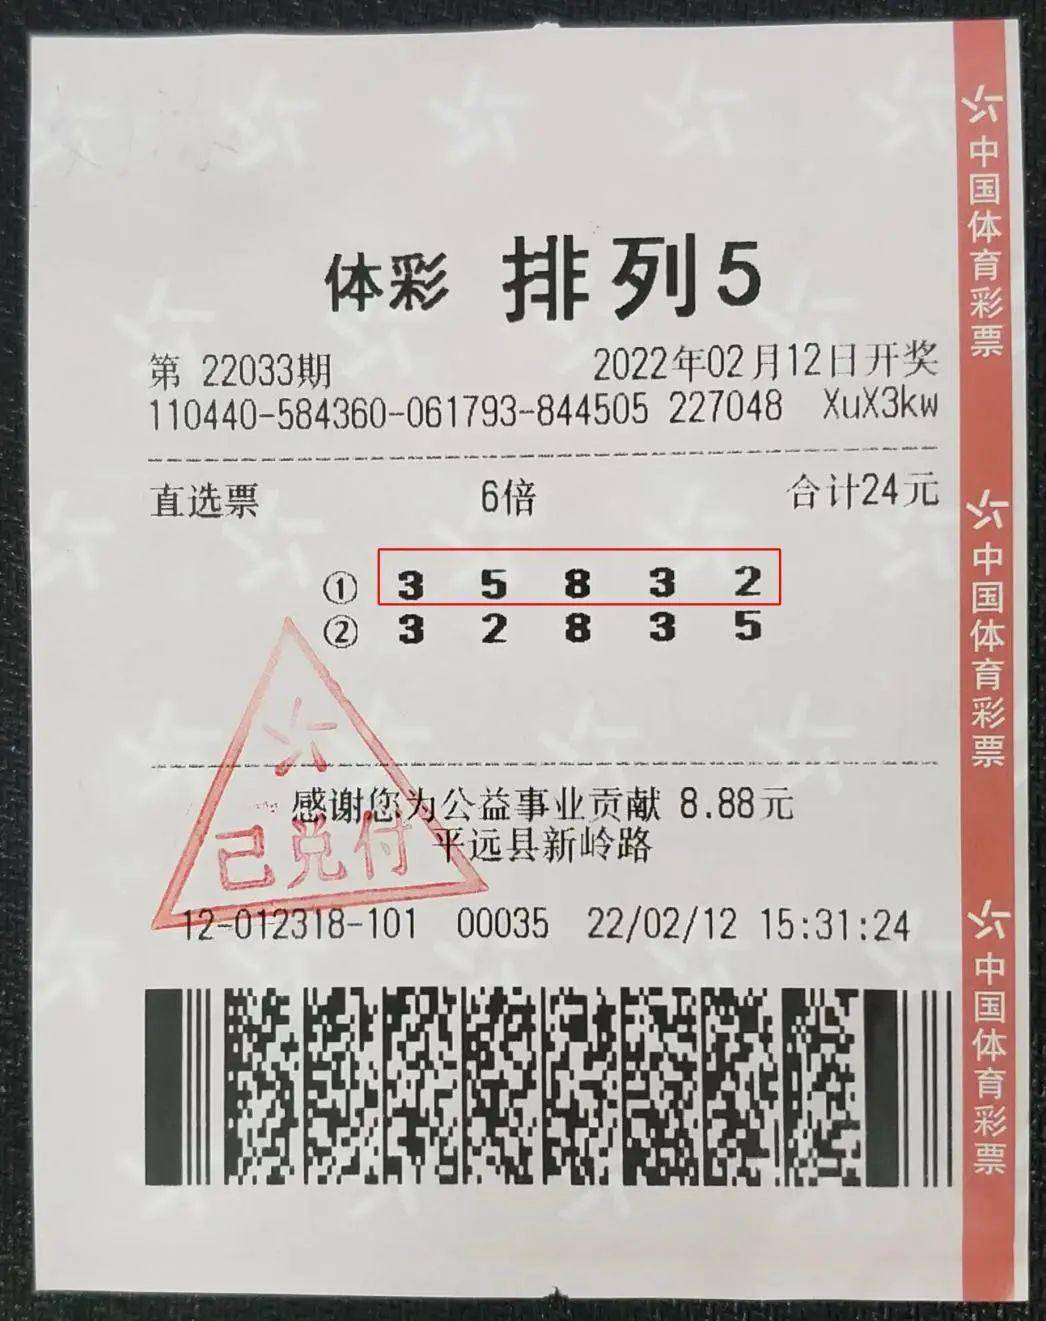 体彩 排列5
第 22033期 2022年02月12日开奖
110440-584360-061793-844505 227048 XuX3kw
直选票 6倍 合计24元
① 3 5 8 3 2
② 3 2 8 3 5
感谢您为公益事业贡献 8.88元
平远县新岭路
已兑付
12-012318-101 00035 22/02/12 15:31:24
中国体育彩票
中国体育彩票
中国体育彩票